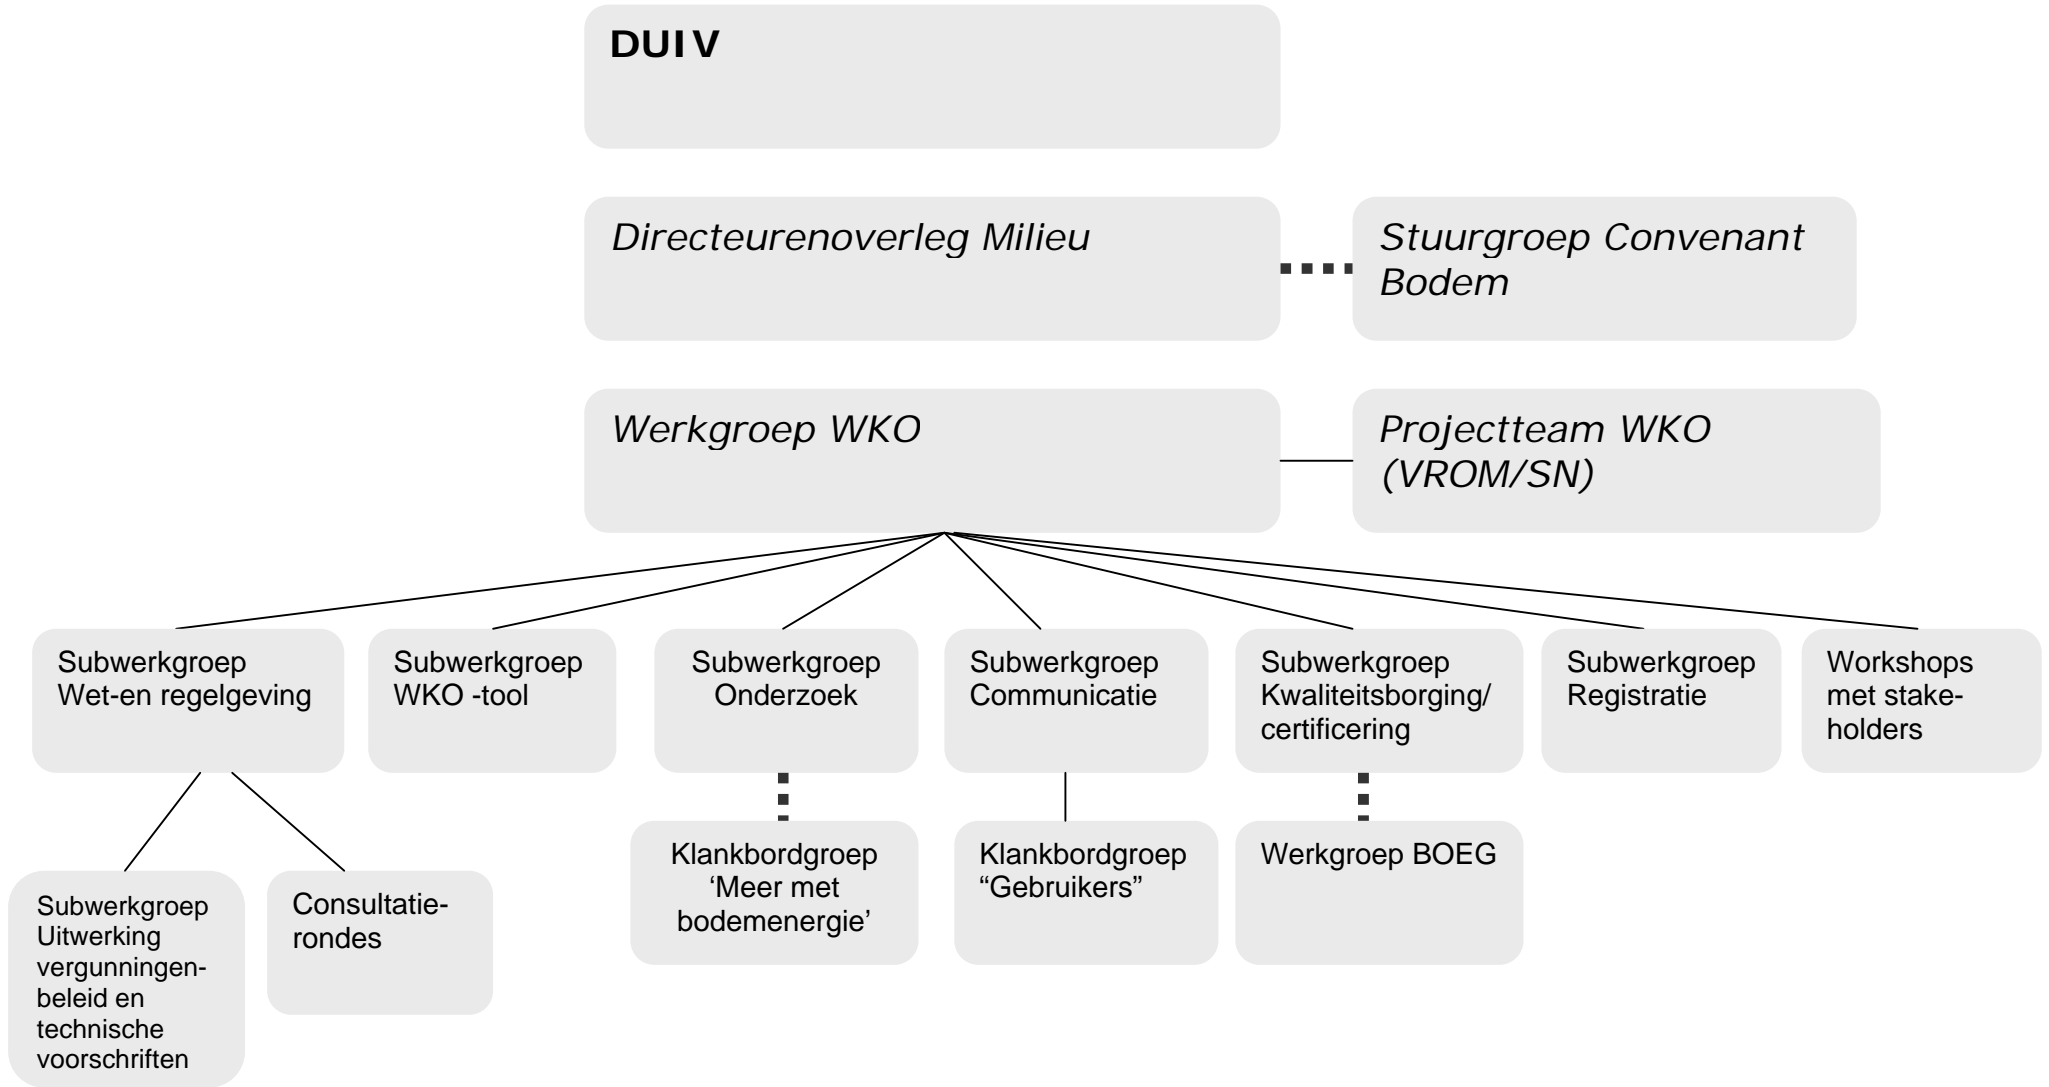 DUIV
Directeurenoverleg Milieu
Stuurgroep Convenant
Bodem
Werkgroep WKO
Projectteam WKO
(VROM/SN)
Subwerkgroep
Wet-en regelgeving
Subwerkgroep
WKO -tool
Subwerkgroep
Onderzoek
Subwerkgroep
Communicatie
Subwerkgroep
Kwaliteitsborging/
certificering
Subwerkgroep
Registratie
Workshops
met stake-
holders
Subwerkgroep
Uitwerking
vergunningen-
beleid en
technische
voorschriften
Consultatie-
rondes
Klankbordgroep
‘Meer met
bodemenergie’
Klankbordgroep
“Gebruikers”
Werkgroep BOEG